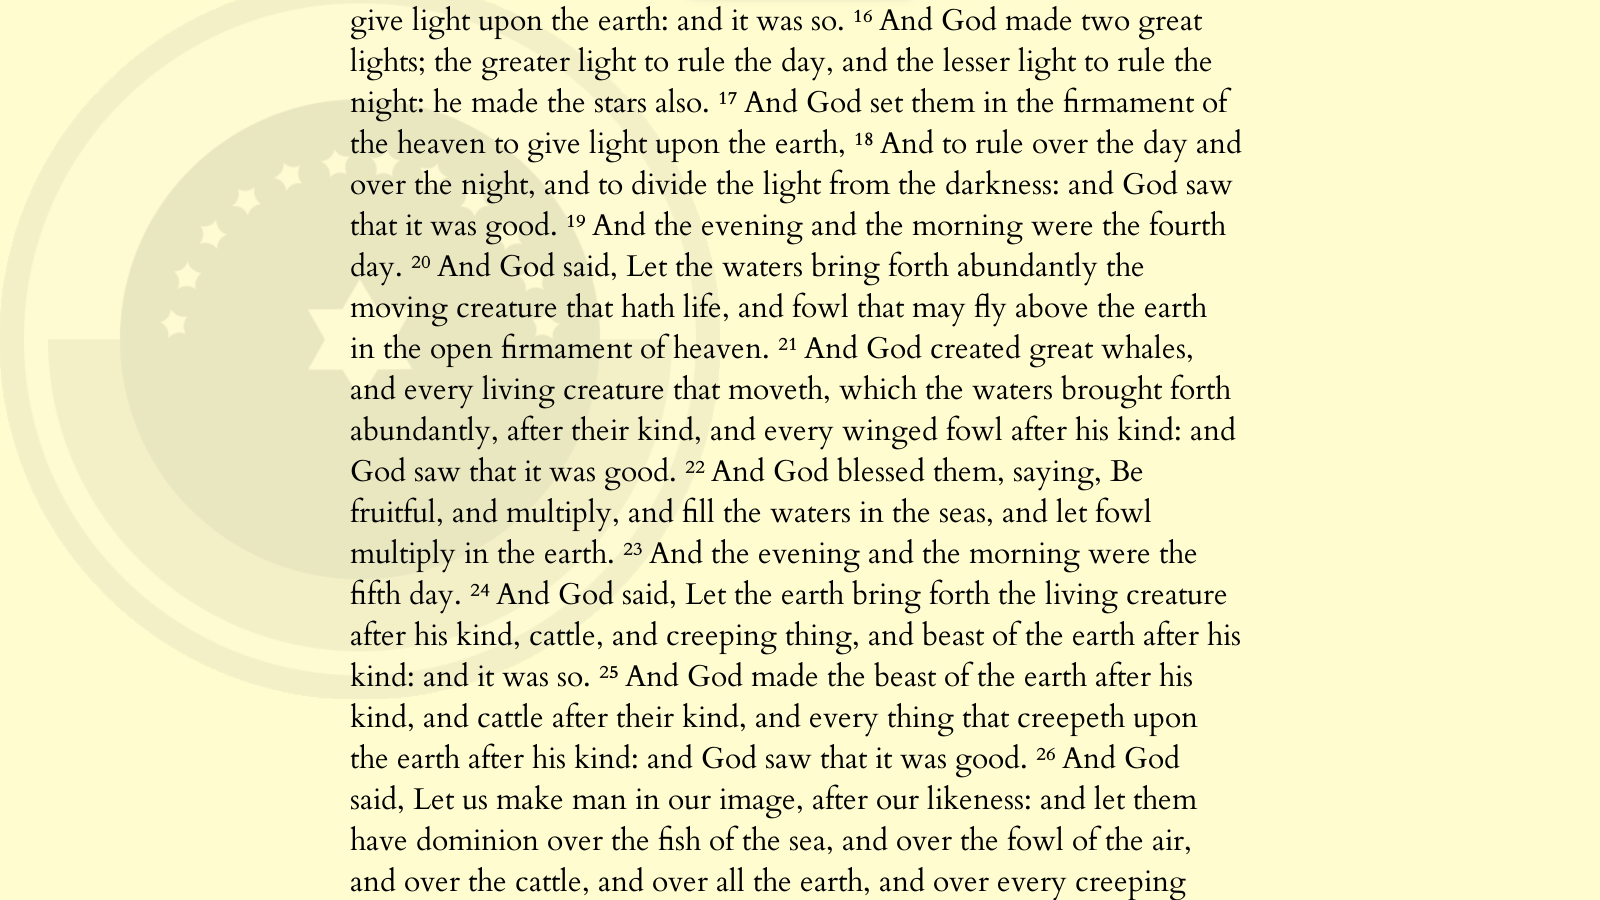 give light upon the earth: and it was so. ¹⁶ And God made two great
lights; the greater light to rule the day, and the lesser light to rule the
night: he made the stars also. ¹⁷ And God set them in the firmament of
the heaven to give light upon the earth, ¹⁸ And to rule over the day and
over the night, and to divide the light from the darkness: and God saw
that it was good. ¹⁹ And the evening and the morning were the fourth
day. ²⁰ And God said, Let the waters bring forth abundantly the
moving creature that hath life, and fowl that may fly above the earth
in the open firmament of heaven. ²¹ And God created great whales,
and every living creature that moveth, which the waters brought forth
abundantly, after their kind, and every winged fowl after his kind: and
God saw that it was good. ²² And God blessed them, saying, Be
fruitful, and multiply, and fill the waters in the seas, and let fowl
multiply in the earth. ²³ And the evening and the morning were the
fifth day. ²⁴ And God said, Let the earth bring forth the living creature
after his kind, cattle, and creeping thing, and beast of the earth after his
kind: and it was so. ²⁵ And God made the beast of the earth after his
kind, and cattle after their kind, and every thing that creepeth upon
the earth after his kind: and God saw that it was good. ²⁶ And God
said, Let us make man in our image, after our likeness: and let them
have dominion over the fish of the sea, and over the fowl of the air,
and over the cattle, and over all the earth, and over every creeping